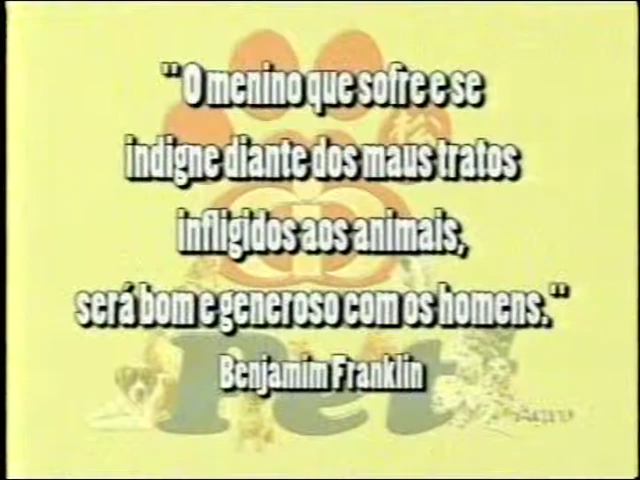 "O menino que sofre e se
indigne diante dos maus tratos
infligidos aos animais,
será bom e generoso com os homens."
Benjamim Franklin
Pet